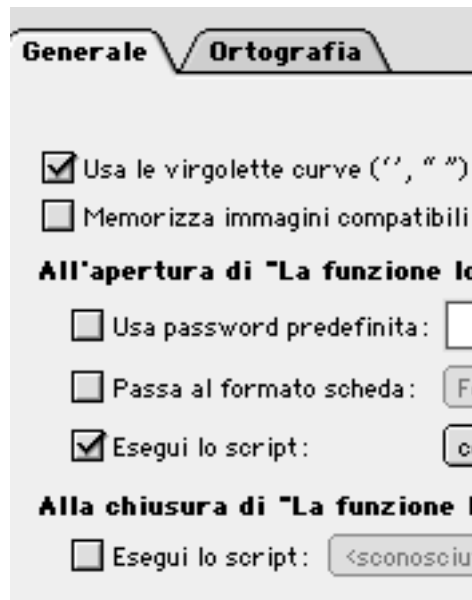 Generale Ortografia
Usa le virgolette curve (‘’, “ ”)
Memorizza immagini compatibili
All'apertura di "La funzione
Usa password predefinita:
Passa al formato scheda:
Esegui lo script:
Alla chiusura di "La funzione
Esegui lo script: <sconosciu